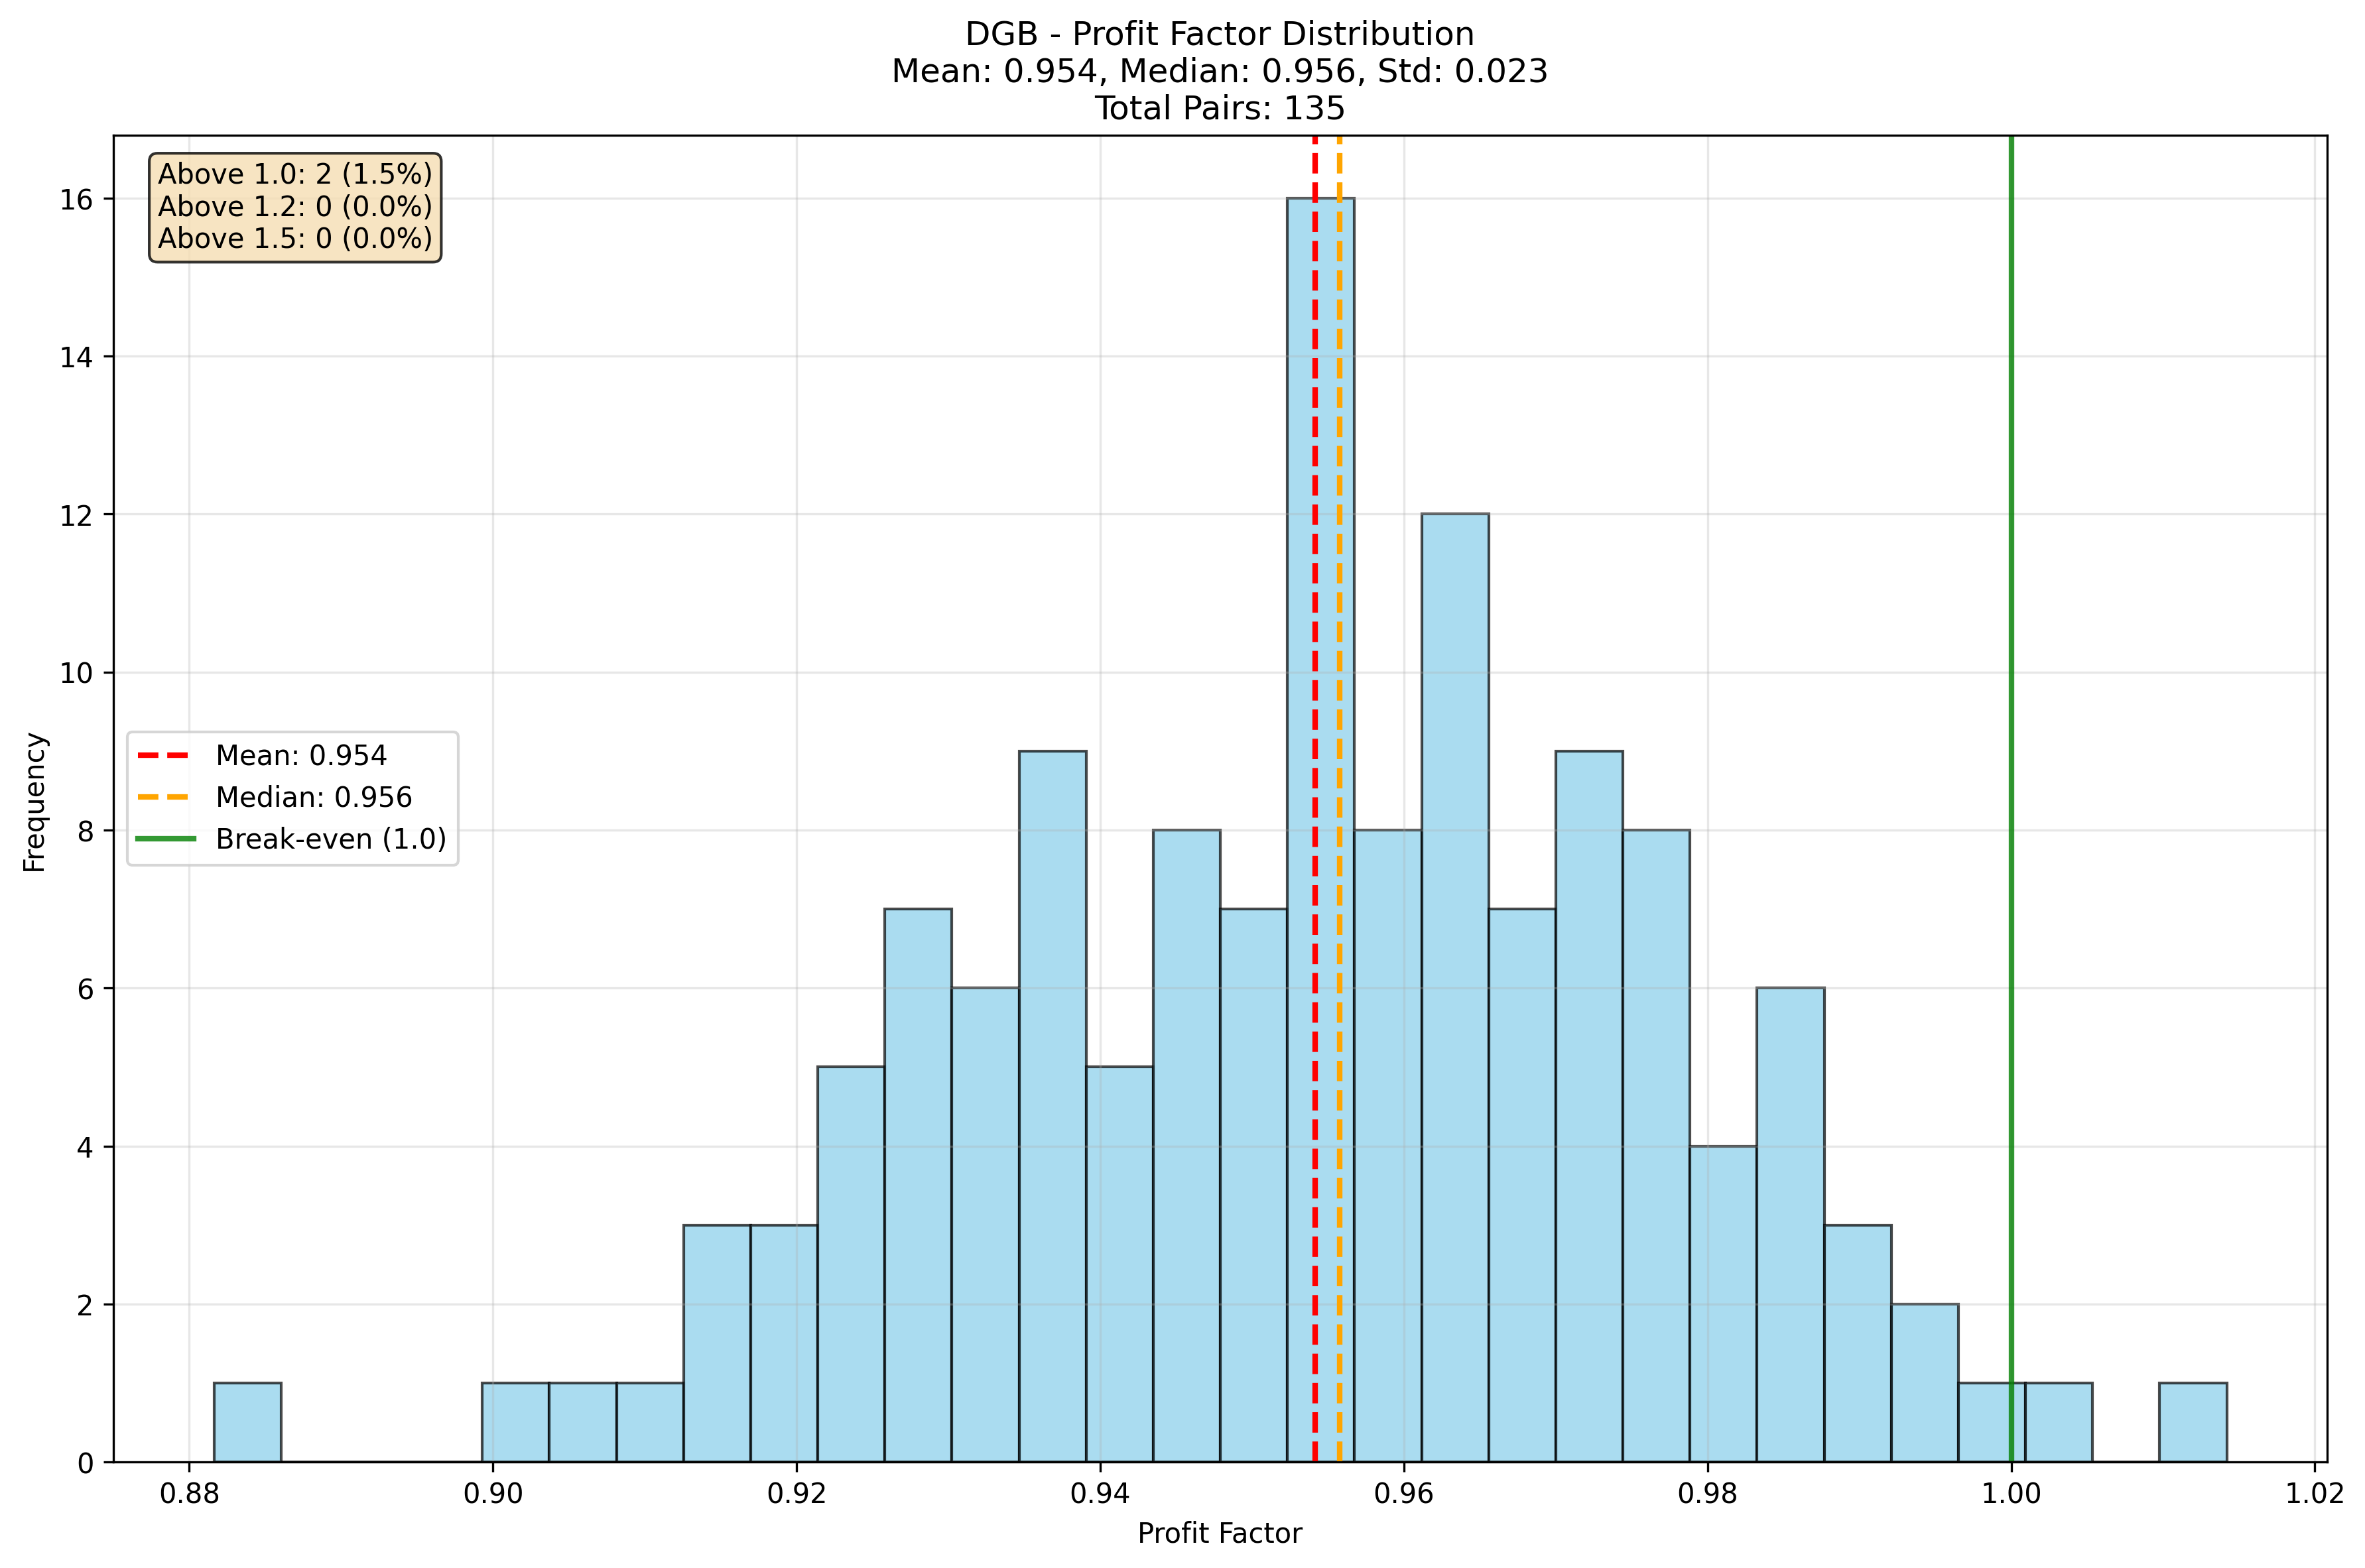 DGB - Profit Factor Distribution
Mean: 0.954, Median: 0.956, Std: 0.023
Total Pairs: 135
Above 1.0: 2 (1.5%)
Above 1.2: 0 (0.0%)
Above 1.5: 0 (0.0%)
16
14
12
10
8
6
4
2
0
Frequency
Mean: 0.954
Median: 0.956
Break-even (1.0)
0.88 0.90 0.92 0.94 0.96 0.98 1.00 1.02
Profit Factor